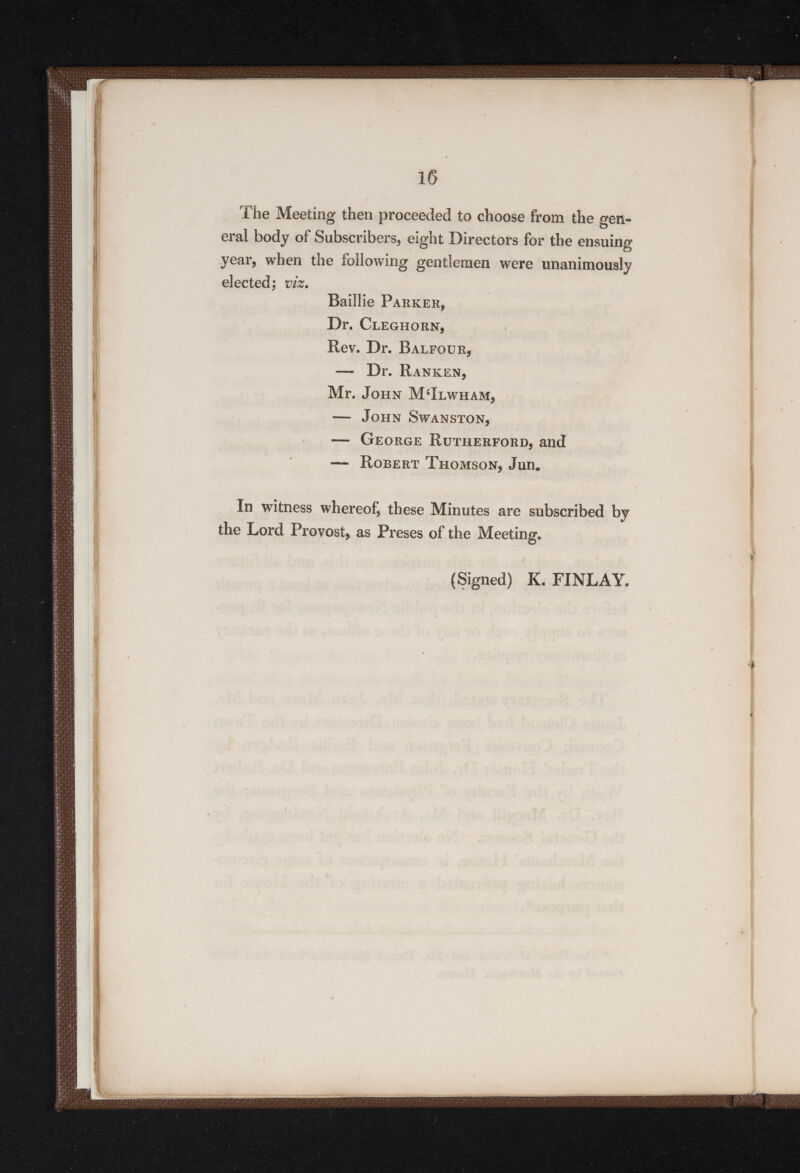 16
The Meeting then proceeded to choose from the gen-
eral body of Subscribers, eight Directors for the ensuing
year, when the following gentlemen were unanimously
elected; viz.
Baillie Parker,
Dr. Cleghorn,
Rev. Dr. Balfour,
— Dr. Ranken,
Mr. John M‘Ilwham,
— John Swanston,
— George Rutherford, and
— Robert Thomson, Jun.
In witness whereof, these Minutes are subscribed by
the Lord Provost, as Preses of the Meeting.
(Signed) K. FINLAY.